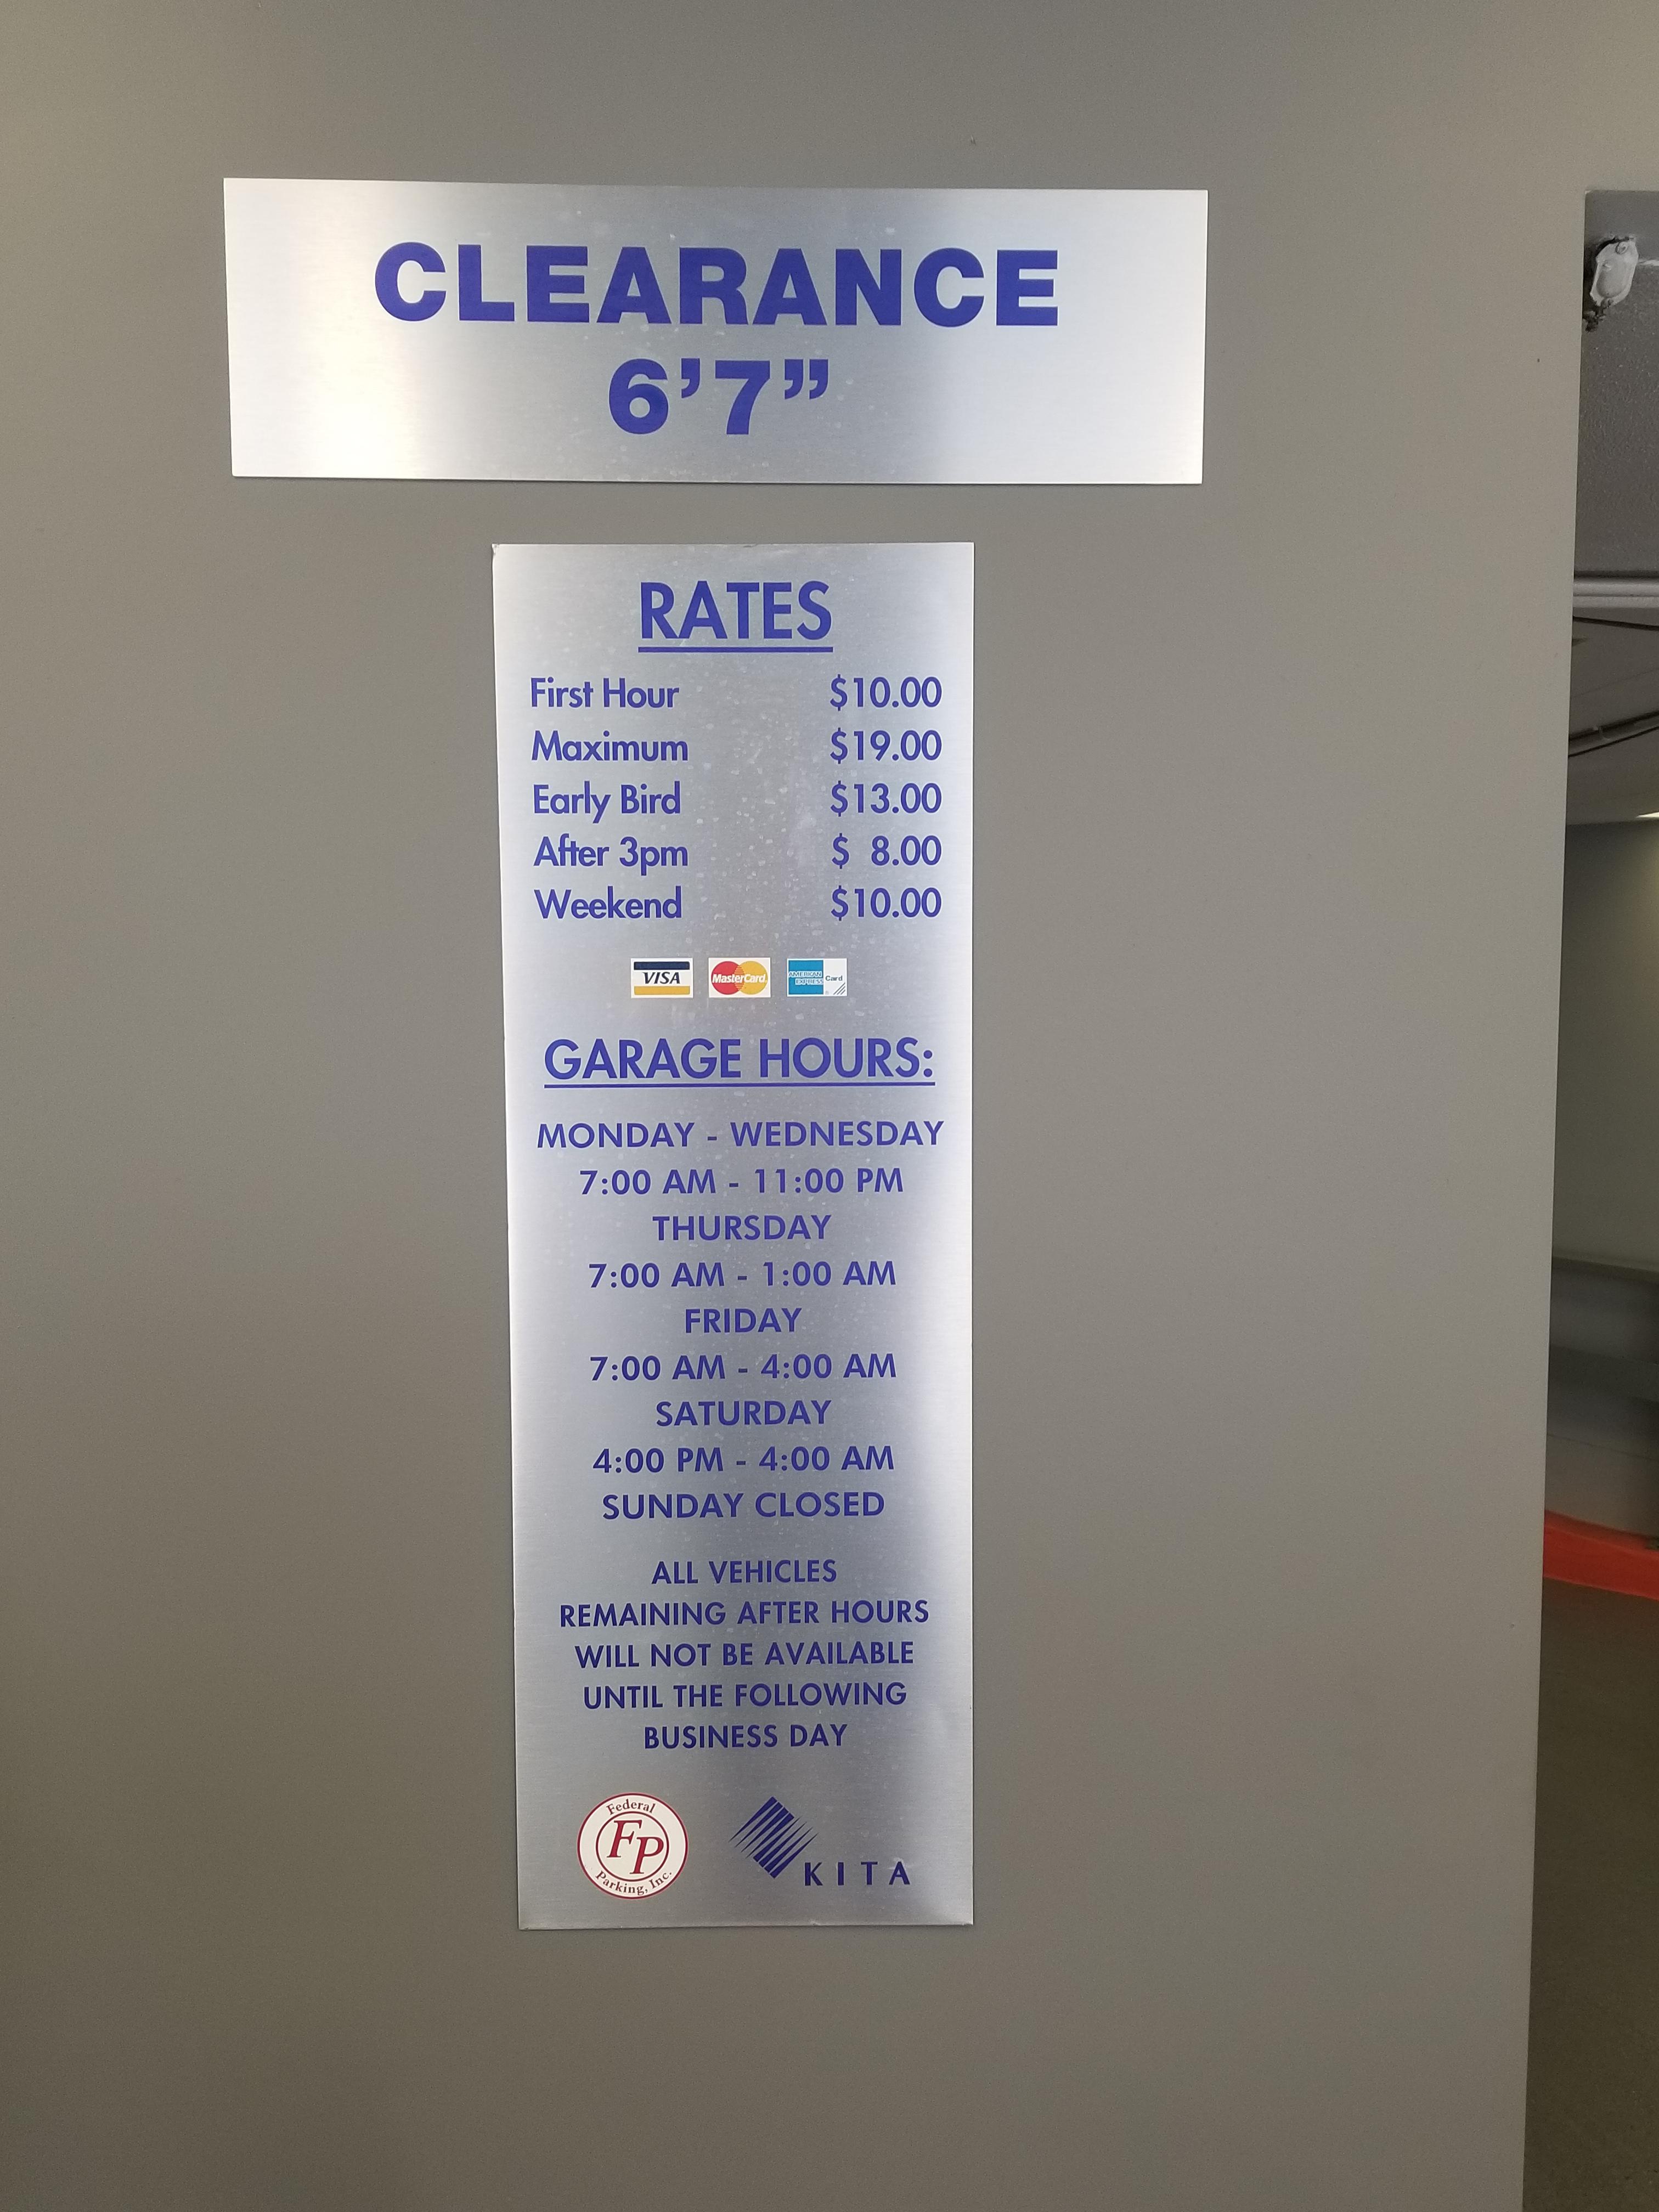 CLEARANCE
6’7”
RATES
First Hour $10.00
Maximum $19.00
Early Bird $13.00
After 3pm $ 8.00
Weekend $10.00
VISA MasterCard AMERICAN EXPRESS Card
GARAGE HOURS:
MONDAY - WEDNESDAY
7:00 AM - 11:00 PM
THURSDAY
7:00 AM - 1:00 AM
FRIDAY
7:00 AM - 4:00 AM
SATURDAY
4:00 PM - 4:00 AM
SUNDAY CLOSED
ALL VEHICLES
REMAINING AFTER HOURS
WILL NOT BE AVAILABLE
UNTIL THE FOLLOWING
BUSINESS DAY
Federal
FP
Parking, Inc.
KITA